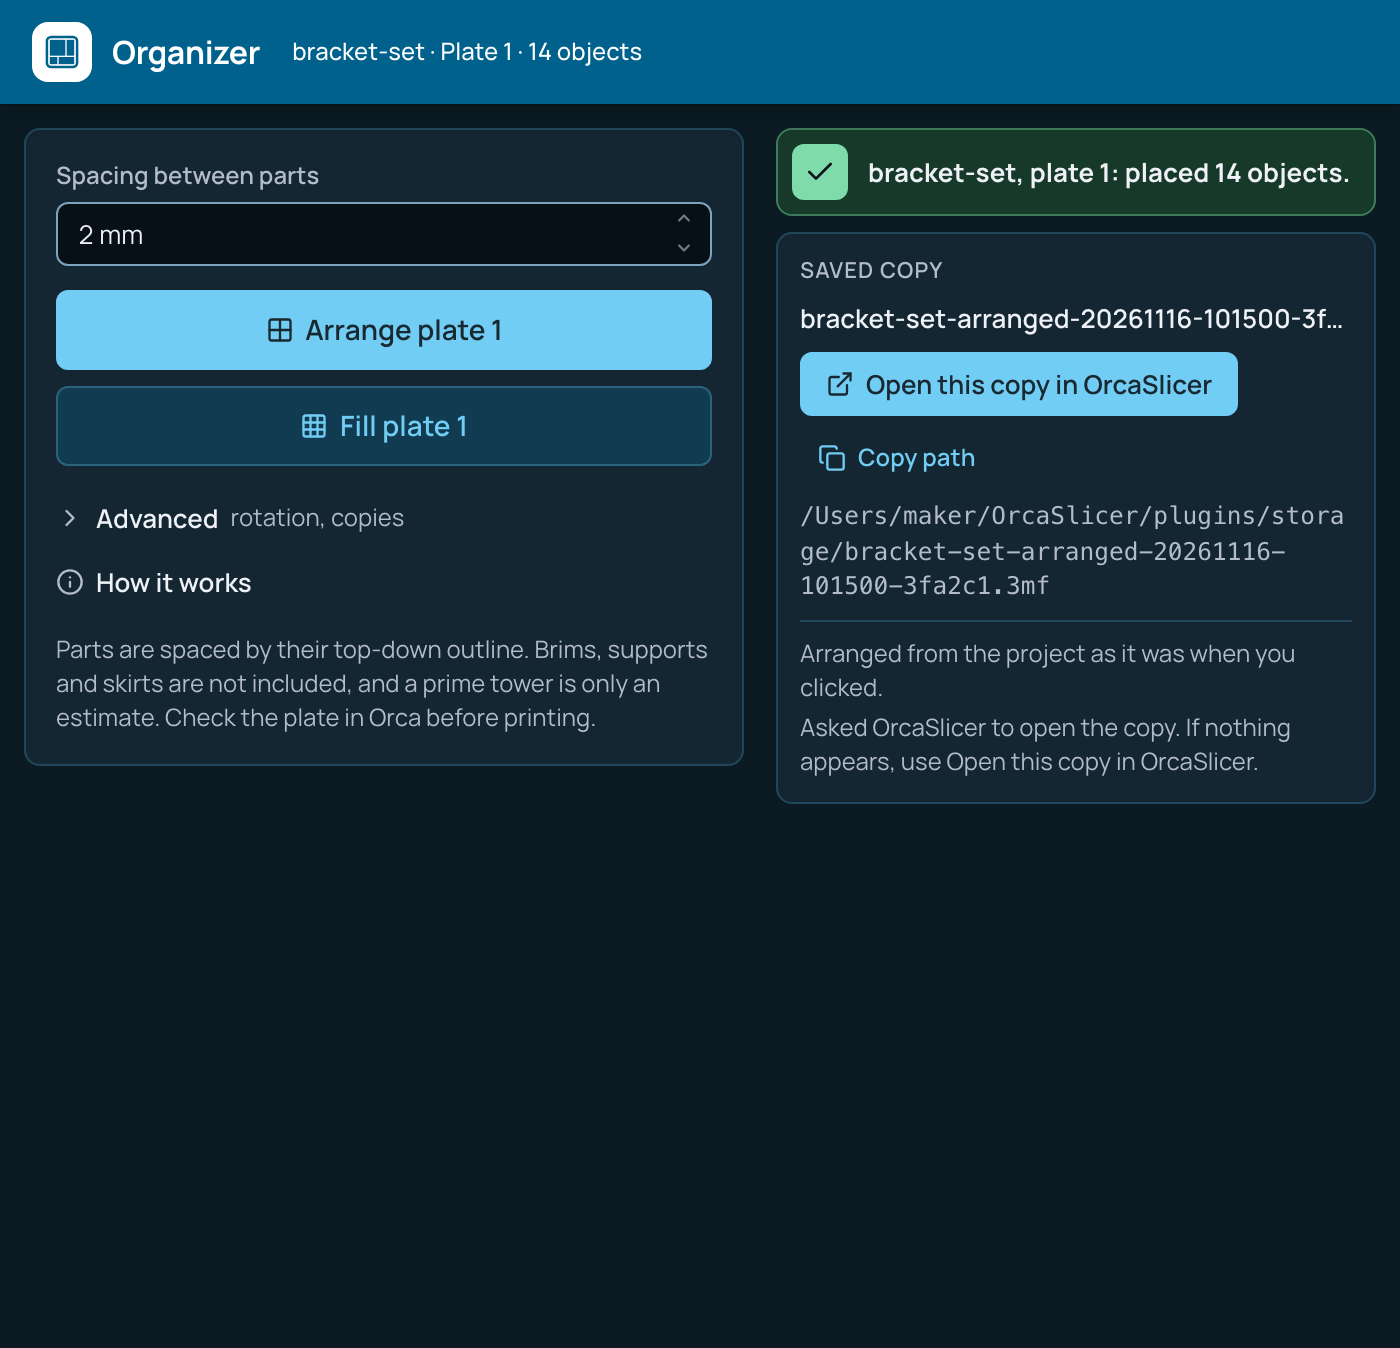 Organizer
bracket-set · Plate 1 · 14 objects
Spacing between parts
2 mm
Arrange plate 1
Fill plate 1
Advanced rotation, copies
How it works
Parts are spaced by their top-down outline. Brims, supports
and skirts are not included, and a prime tower is only an
estimate. Check the plate in Orca before printing.
bracket-set, plate 1: placed 14 objects.
SAVED COPY
bracket-set-arranged-20261116-101500-3f…
Open this copy in OrcaSlicer
Copy path
/Users/maker/OrcaSlicer/plugins/stora
ge/bracket-set-arranged-20261116-
101500-3fa2c1.3mf
Arranged from the project as it was when you
clicked.
Asked OrcaSlicer to open the copy. If nothing
appears, use Open this copy in OrcaSlicer.